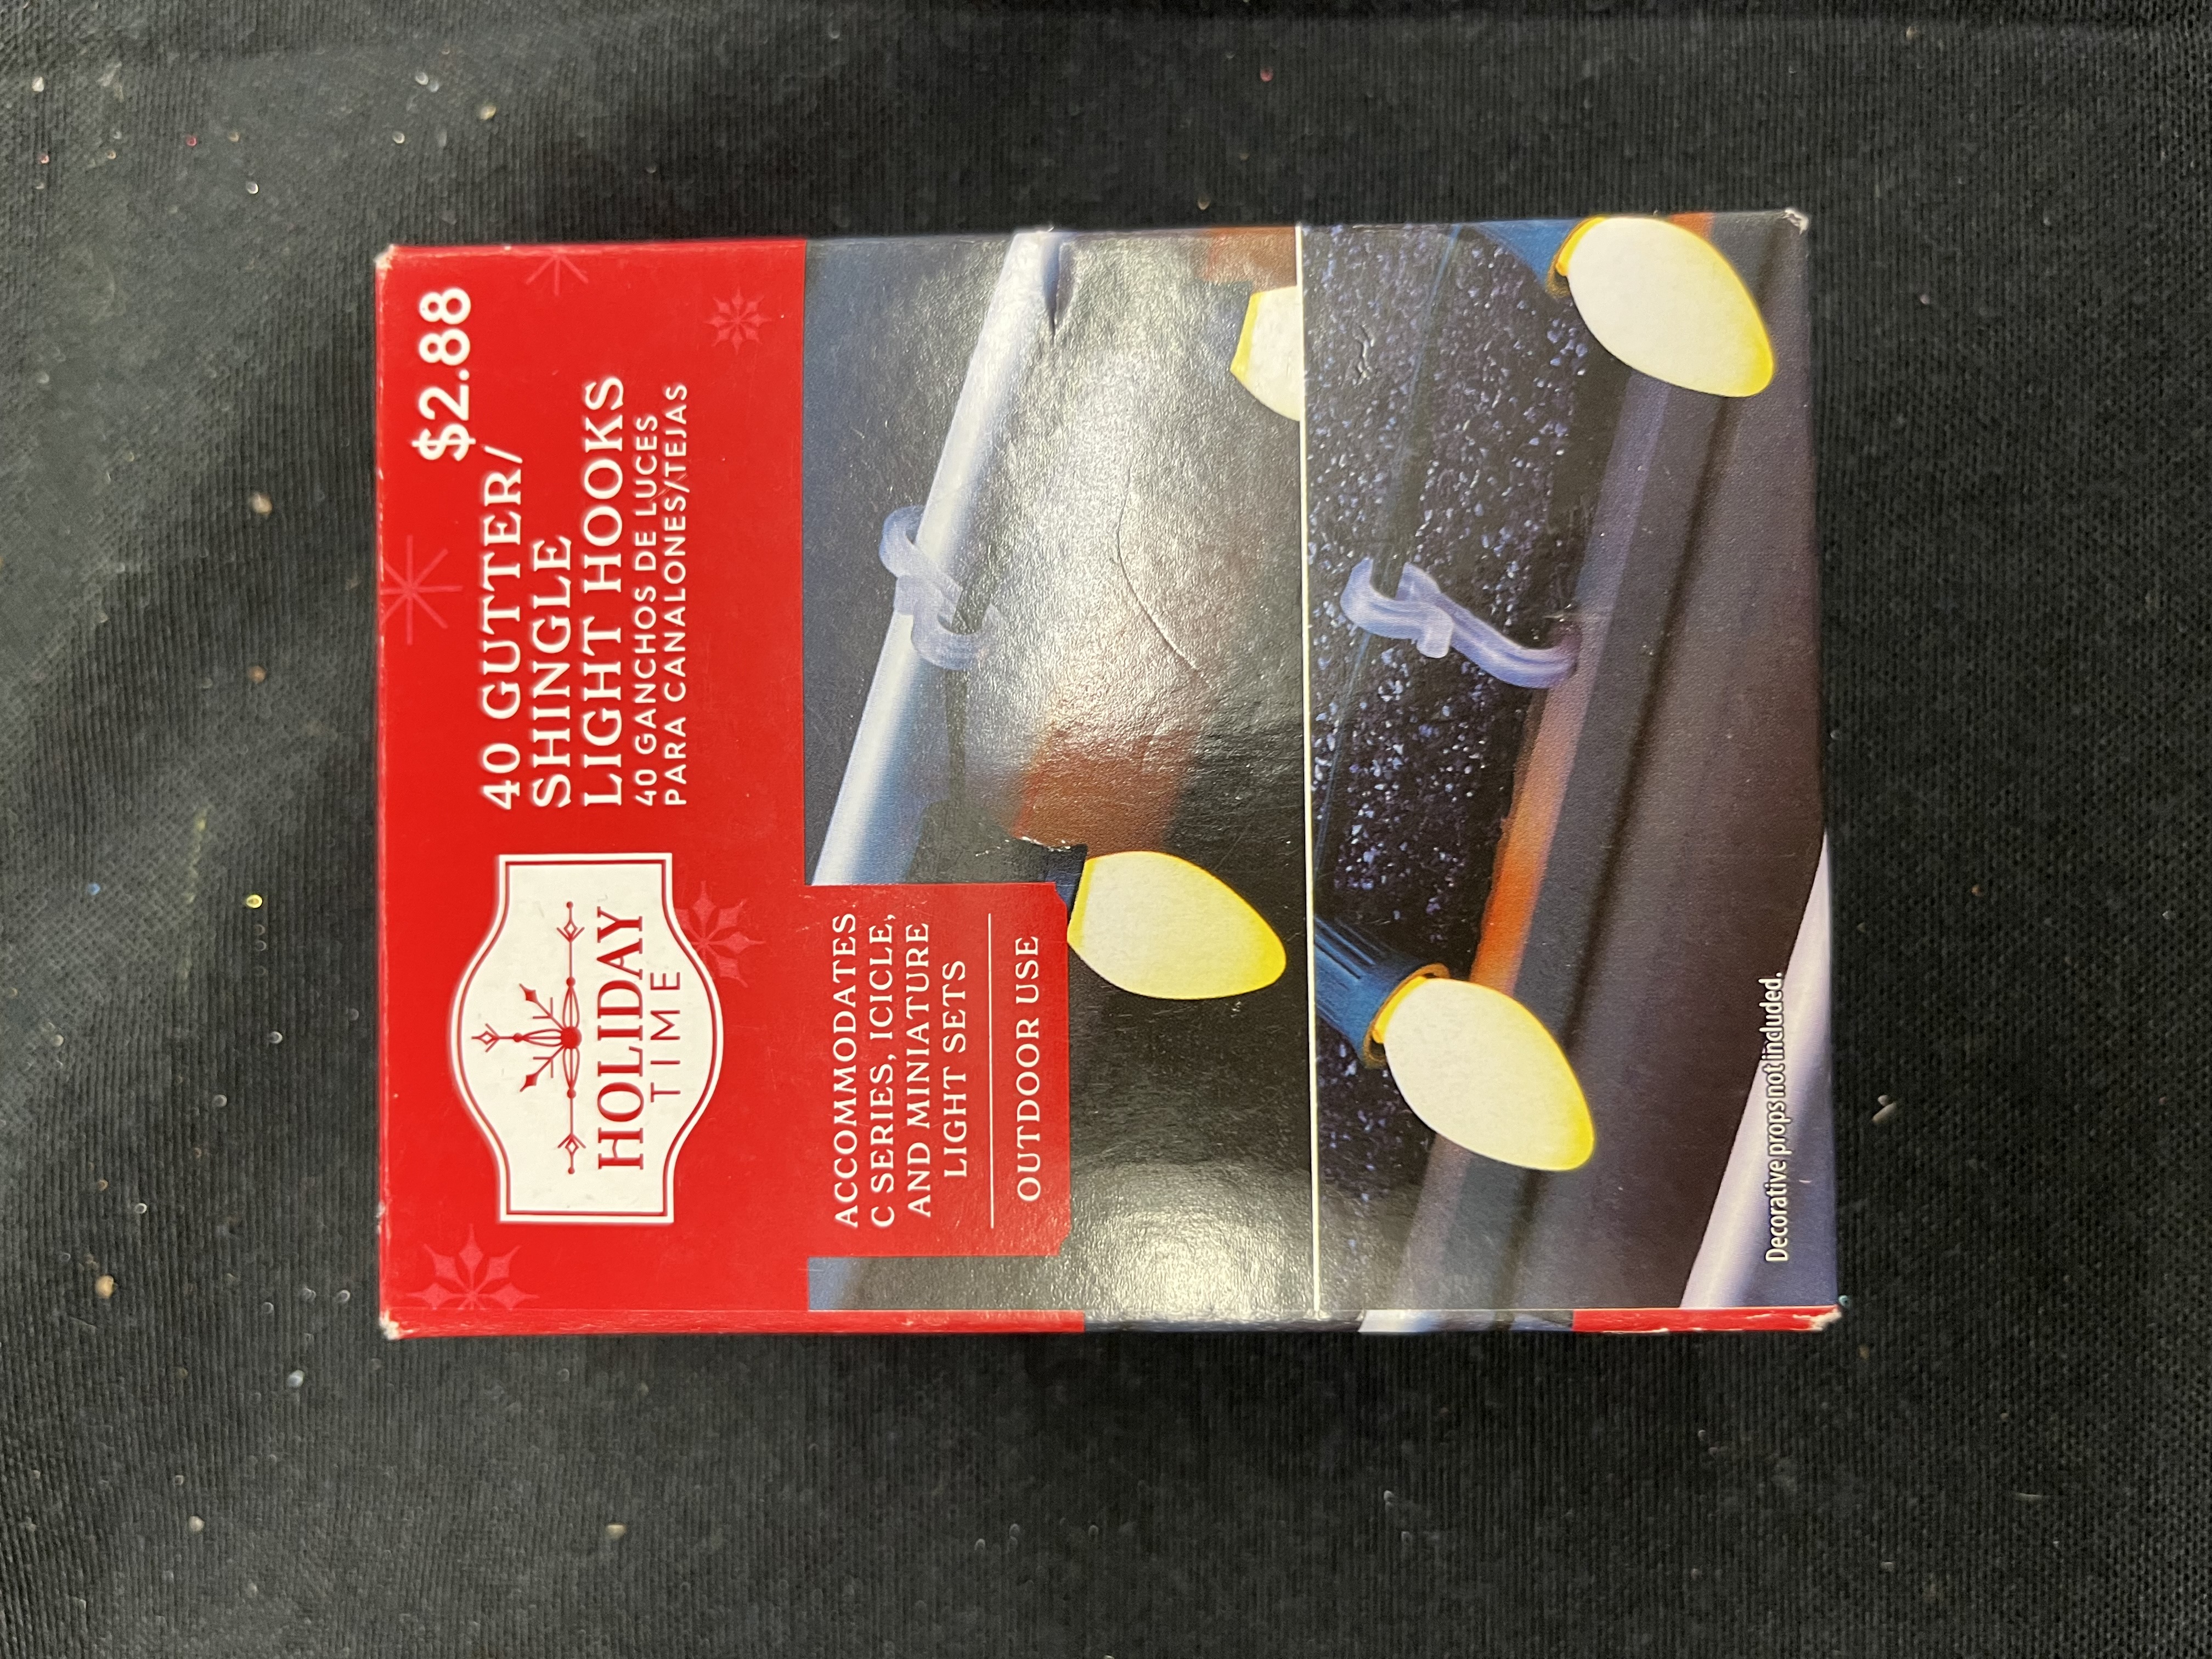 $2.88
HOLIDAY
TIME
40 GUTTER/
SHINGLE
LIGHT HOOKS
40 GANCHOS DE LUCES
PARA CANALONES/TEJAS
ACCOMMODATES
C SERIES, ICICLE,
AND MINIATURE
LIGHT SETS
OUTDOOR USE
Decorative props not included.